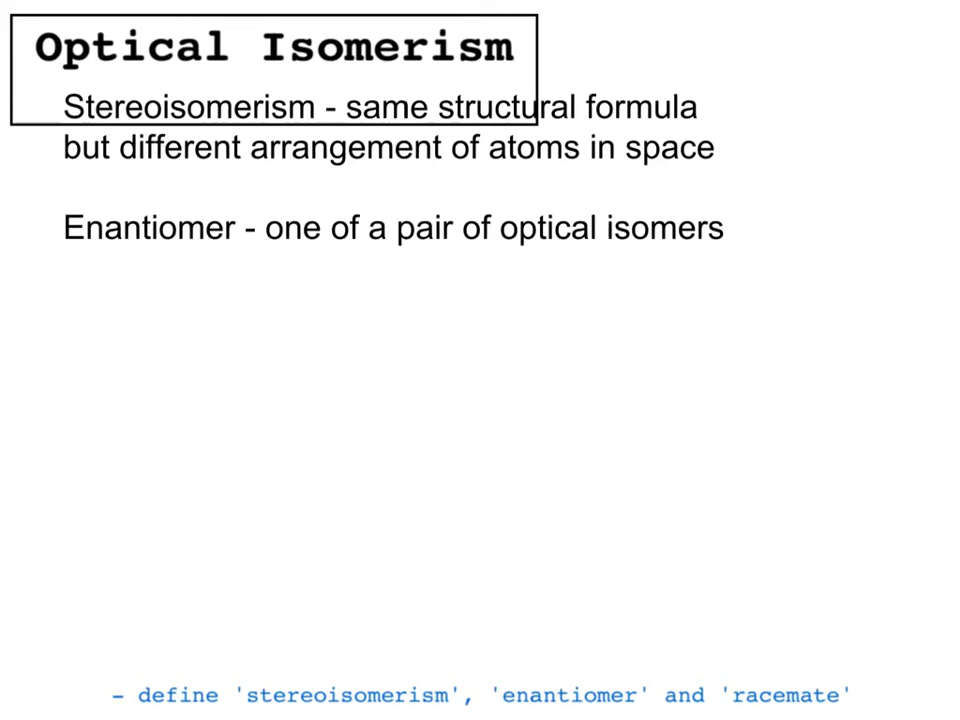 Optical Isomerism
Stereoisomerism - same structural formula
but different arrangement of atoms in space
Enantiomer - one of a pair of optical isomers
- define 'stereoisomerism', 'enantiomer' and 'racemate'